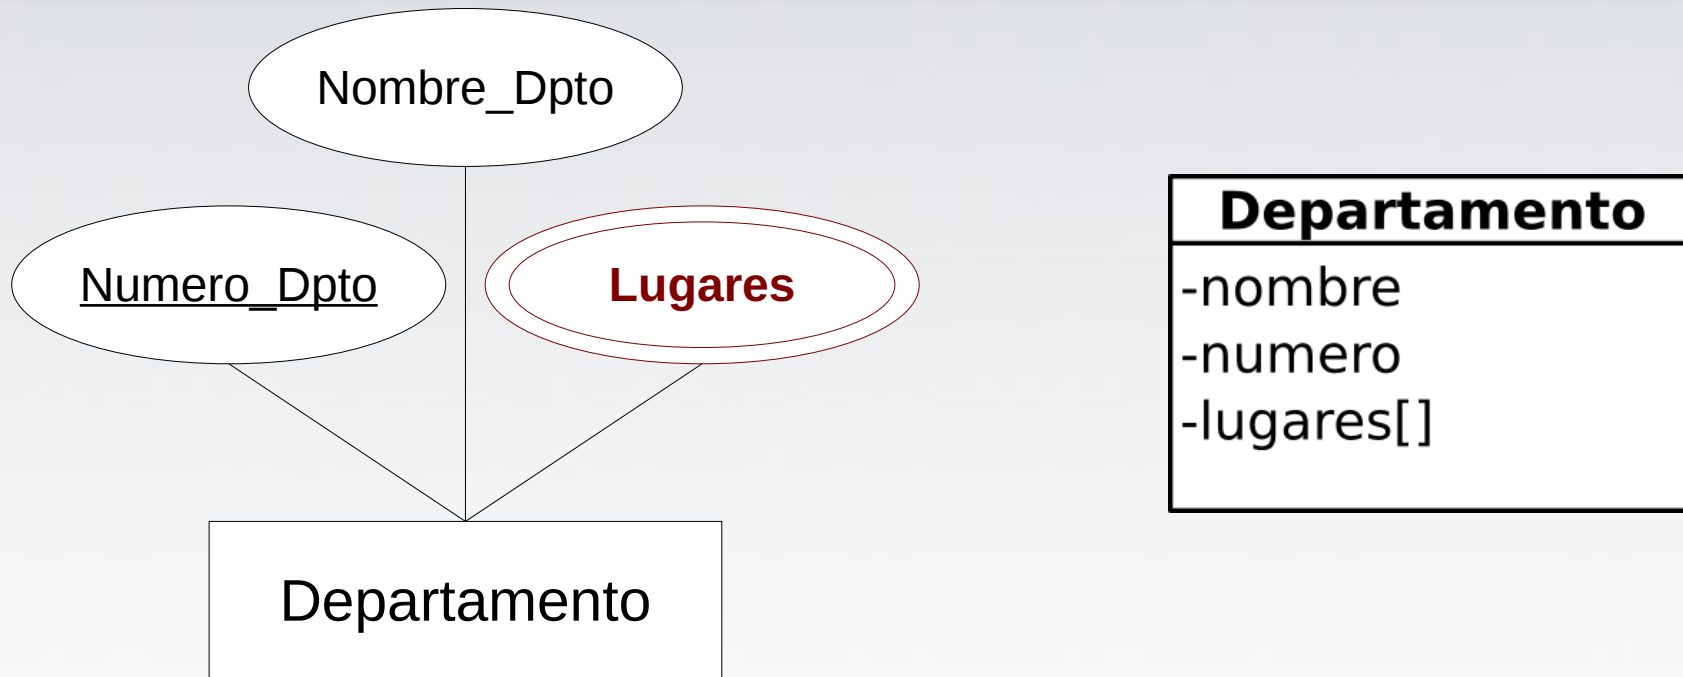 Nombre_Dpto
Numero_Dpto
Lugares
Departamento
Departamento
-nombre
-numero
-lugares[]